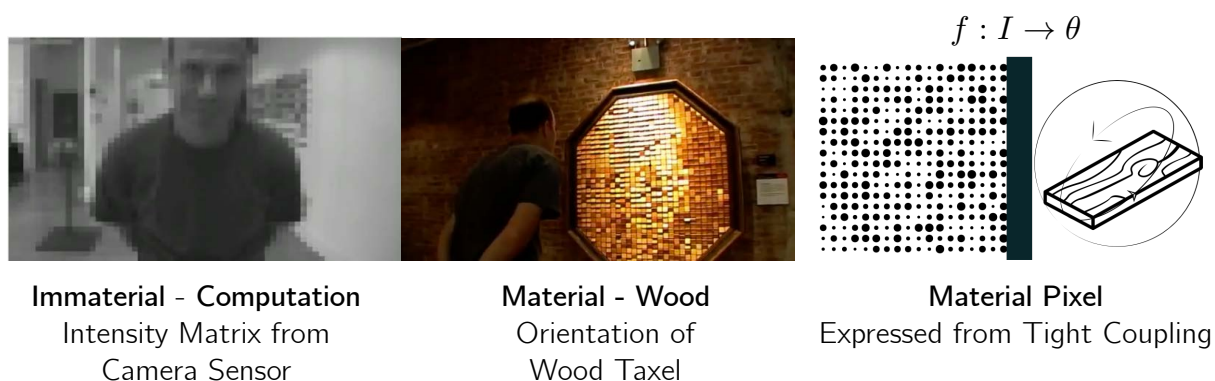 f : I → θ
Immaterial - Computation
Intensity Matrix from
Camera Sensor
Material - Wood
Orientation of
Wood Taxel
Material Pixel
Expressed from Tight Coupling